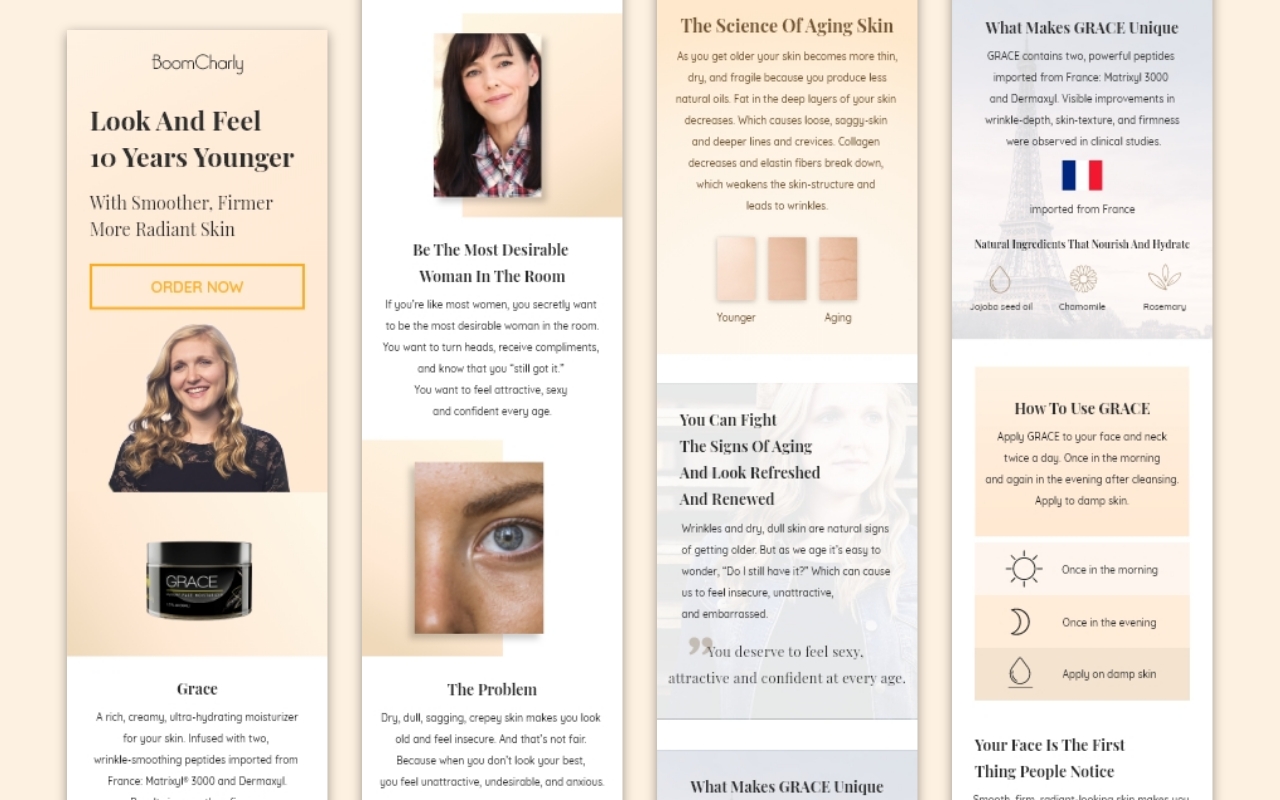 BoomCharly
Look And Feel
10 Years Younger
With Smoother, Firmer
More Radiant Skin
ORDER NOW
GRACE
Grace
A rich, creamy, ultra-hydrating moisturizer
for your skin. Infused with two,
wrinkle-smoothing peptides imported from
France: Matrixyl® 3000 and Dermaxyl.
Be The Most Desirable
Woman In The Room
If you're like most women, you secretly want
to be the most desirable woman in the room.
You want to turn heads, receive compliments,
and know that you “still got it.”
You want to feel attractive, sexy
and confident every age.
The Problem
Dry, dull, sagging, crepey skin makes you look
old and feel insecure. And that's not fair.
Because when you don't look your best,
you feel unattractive, undesirable, and anxious.
The Science Of Aging Skin
As you get older your skin becomes more thin,
dry, and fragile because you produce less
natural oils. Fat in the deep layers of your skin
decreases. Which causes loose, saggy-skin
and deeper lines and crevices. Collagen
decreases and elastin fibers break down,
which weakens the skin-structure and
leads to wrinkles.
Younger Aging
You Can Fight
The Signs Of Aging
And Look Refreshed
And Renewed
Wrinkles and dry, dull skin are natural signs
of getting older. But as we age it's easy to
wonder, “Do I still have it?” Which can cause
us to feel insecure, unattractive,
and embarrassed.
”You deserve to feel sexy,
attractive and confident at every age.
What Makes GRACE Unique
What Makes GRACE Unique
GRACE contains two, powerful peptides
imported from France: Matrixyl 3000
and Dermaxyl. Visible improvements in
wrinkle-depth, skin-texture, and firmness
were observed in clinical studies.
imported from France
Natural Ingredients That Nourish And Hydrate
Jojoba seed oil Chamomile Rosemary
How To Use GRACE
Apply GRACE to your face and neck
twice a day. Once in the morning
and again in the evening after cleansing.
Apply to damp skin.
Once in the morning
Once in the evening
Apply on damp skin
Your Face Is The First
Thing People Notice
Smooth, firm, radiant-looking skin makes you